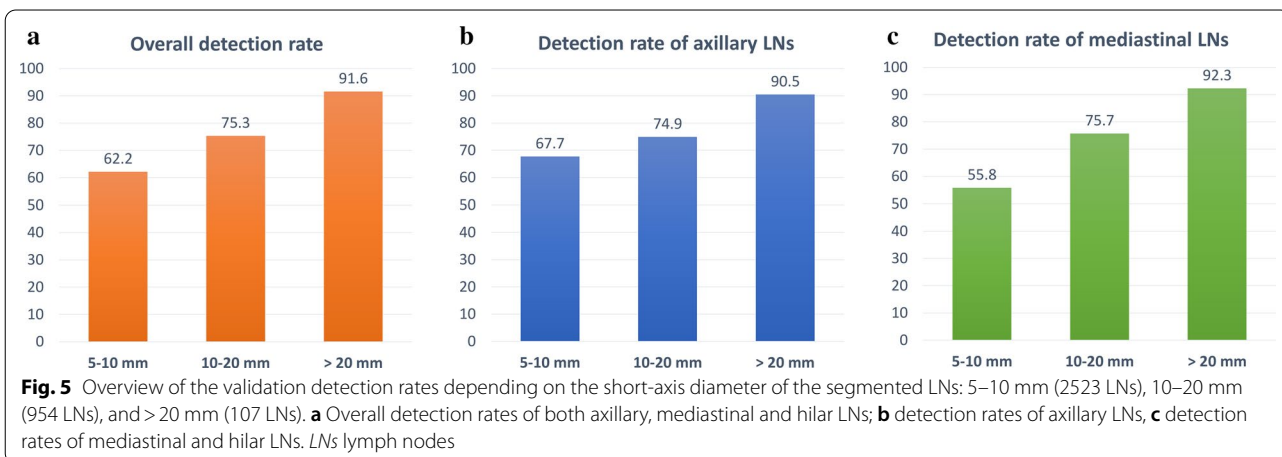 a
Overall detection rate
100
90
80
70
60
50
40
30
20
10
0
62.2
75.3
91.6
5-10 mm
10-20 mm
> 20 mm
b
Detection rate of axillary LNs
100
90
80
70
60
50
40
30
20
10
0
67.7
74.9
90.5
5-10 mm
10-20 mm
> 20 mm
c
Detection rate of mediastinal LNs
100
90
80
70
60
50
40
30
20
10
0
55.8
75.7
92.3
5-10 mm
10-20 mm
> 20 mm
Fig. 5 Overview of the validation detection rates depending on the short-axis diameter of the segmented LNs: 5–10 mm (2523 LNs), 10–20 mm
(954 LNs), and > 20 mm (107 LNs). a Overall detection rates of both axillary, mediastinal and hilar LNs; b detection rates of axillary LNs, c detection
rates of mediastinal and hilar LNs. LNs lymph nodes